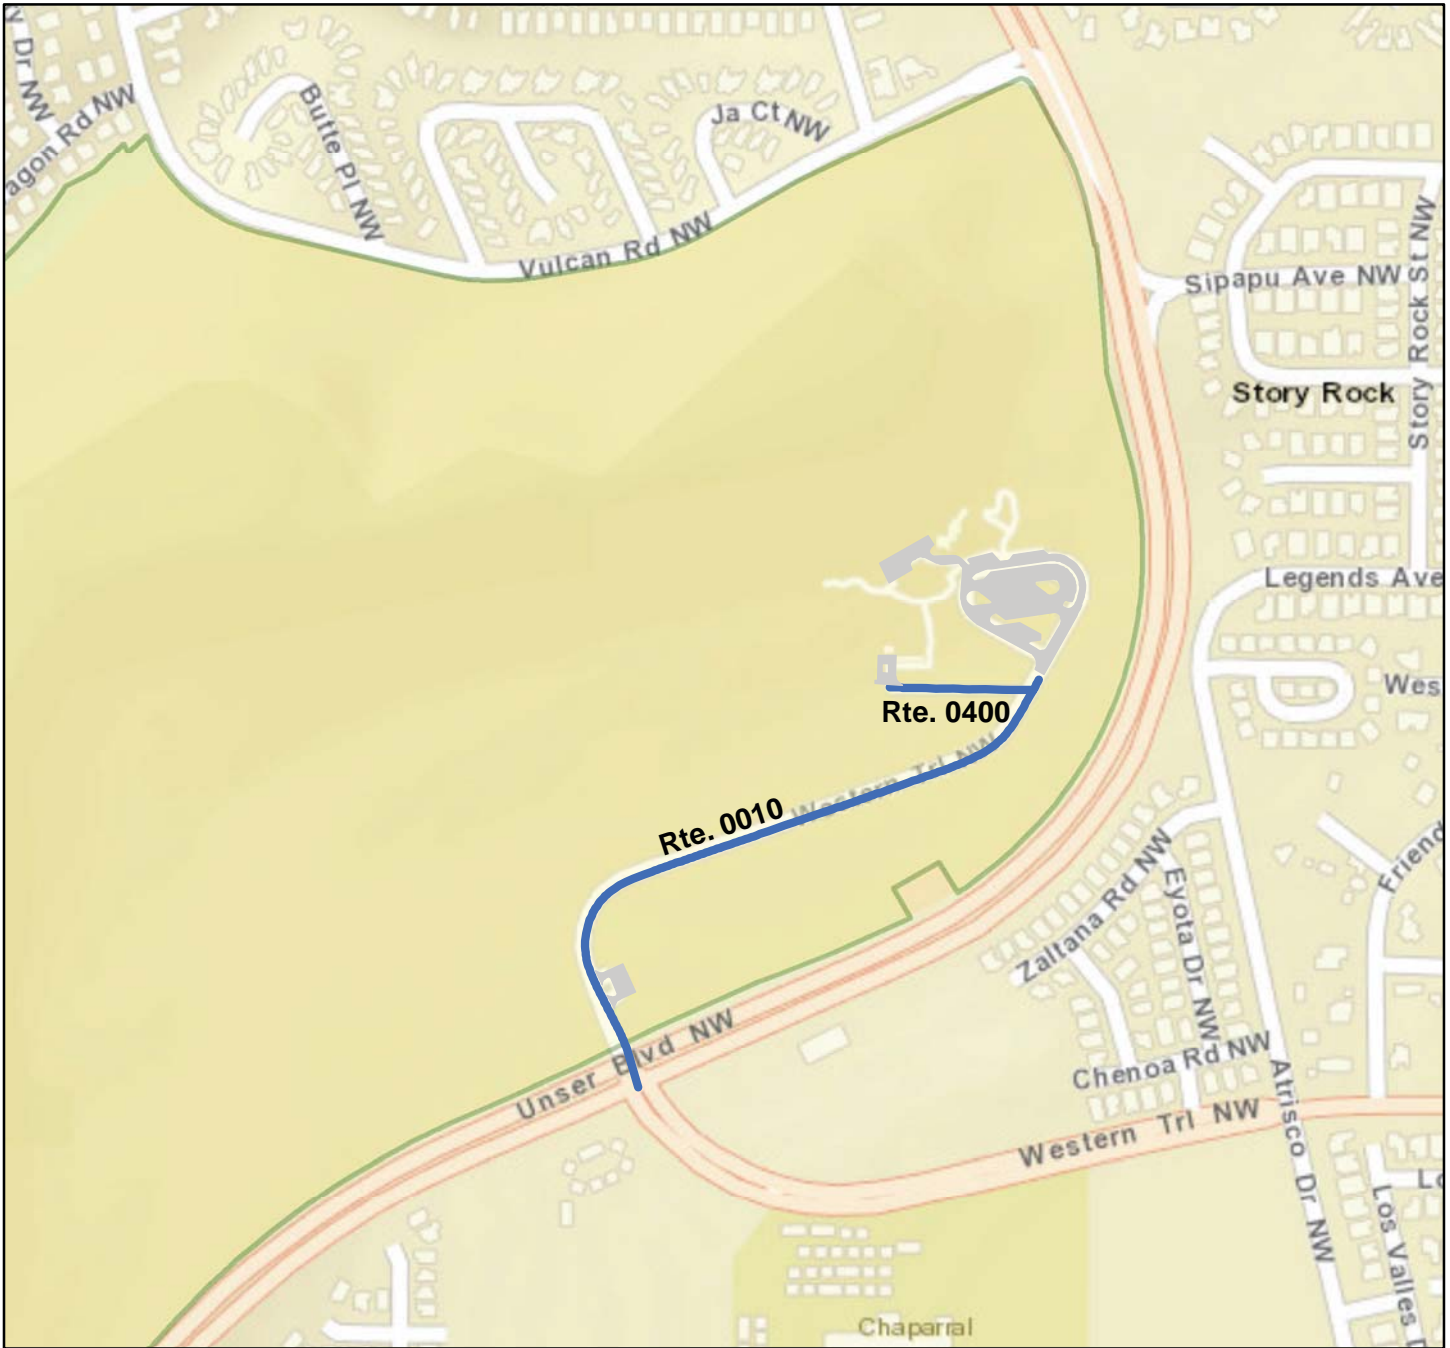 Dr NW
agon Rd NW
Butte Pl NW
Ja Ct NW
Vulcan Rd NW
Sipapu Ave NW
Story Rock St NW
Story Rock
Legends Ave
Wes
Rte. 0400
Western Trl NW
Rte. 0010
Friend
Zaltana Rd NW
Eyota Dr NW
Unser Blvd NW
Chenoa Rd NW
Atrisco Dr NW
Western Trl NW
Lo
Los Valles D
Chaparral